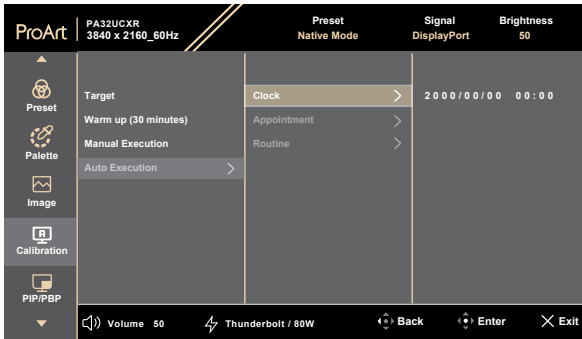 ProArt
PA32UCXR
3840 x 2160_60Hz
Preset
Native Mode
Signal
DisplayPort
Brightness
50
Preset
Palette
Image
Calibration
PIP/PBP
Target
Warm up (30 minutes)
Manual Execution
Auto Execution
Clock
Appointment
Routine
2000/00/00 00:00
Volume 50
Thunderbolt / 80W
Back
Enter
Exit